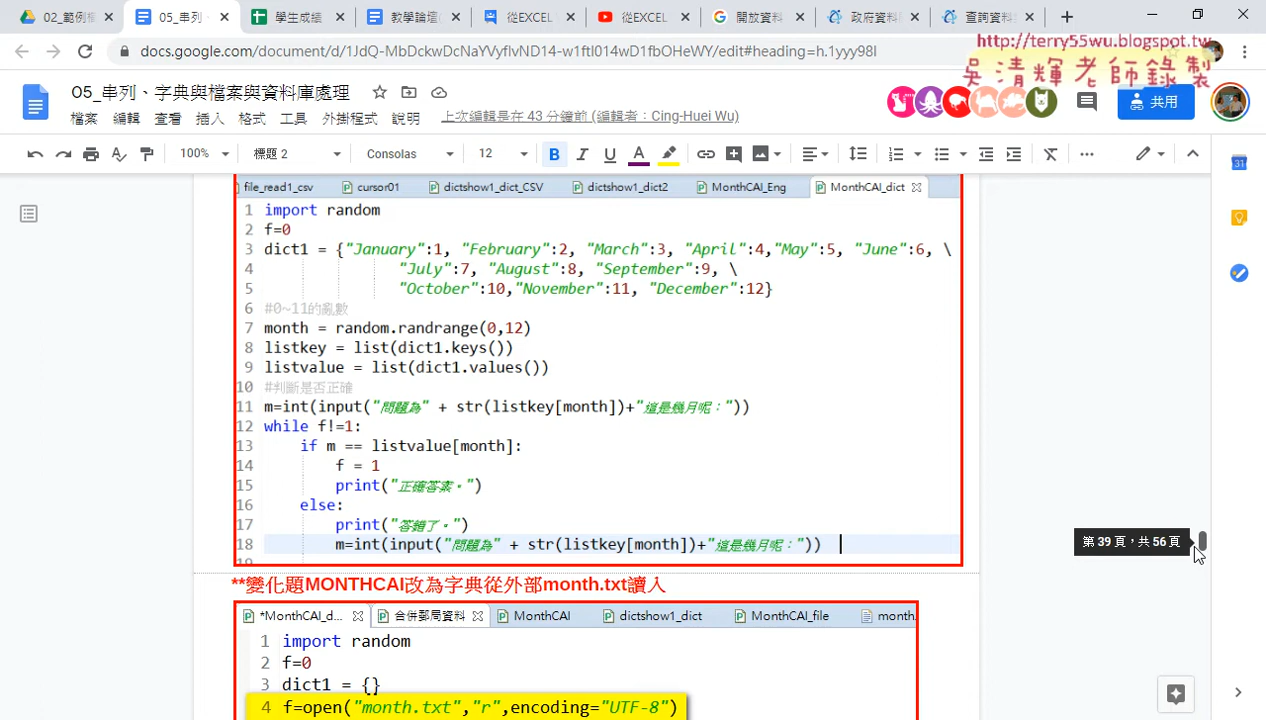 02_範例檔
05_串列、
學生成績
教學論壇(
從EXCEL
從EXCEL
開放資料
政府資料
查詢資料
docs.google.com/document/d/1JdQ-MbDckwDcNaYVyflvND14-w1ftI014wD1fbOHeWY/edit#heading=h.1yyy98l
http://terry55wu.blogspot.tw
吳清輝老師錄製
05_串列、字典與檔案與資料庫處理
檔案 編輯 查看 插入 格式 工具 外掛程式 說明
上次編輯是在 43 分鐘前 (編輯者：Cing-Huei Wu)
共用
100% 標題 2 Consolas 12 B I U A
file_read1_csv cursor01 dictshow1_dict_CSV dictshow1_dict2 MonthCAI_Eng MonthCAI_dict
1 import random
2 f=0
3 dict1 = {"January":1, "February":2, "March":3, "April":4,"May":5, "June":6, \
4 "July":7, "August":8, "September":9, \
5 "October":10,"November":11, "December":12}
6 #0~11的亂數
7 month = random.randrange(0,12)
8 listkey = list(dict1.keys())
9 listvalue = list(dict1.values())
10 #判斷是否正確
11 m=int(input("問題為" + str(listkey[month])+"這是幾月呢："))
12 while f!=1:
13 if m == listvalue[month]:
14 f = 1
15 print("正確答案。")
16 else:
17 print("答錯了。")
18 m=int(input("問題為" + str(listkey[month])+"這是幾月呢："))
第 39 頁，共 56 頁
**變化題MONTHCAI改為字典從外部month.txt讀入
*MonthCAI_d... 合併郵局資料 MonthCAI dictshow1_dict MonthCAI_file month.
1 import random
2 f=0
3 dict1 = {}
4 f=open("month.txt","r",encoding="UTF-8")